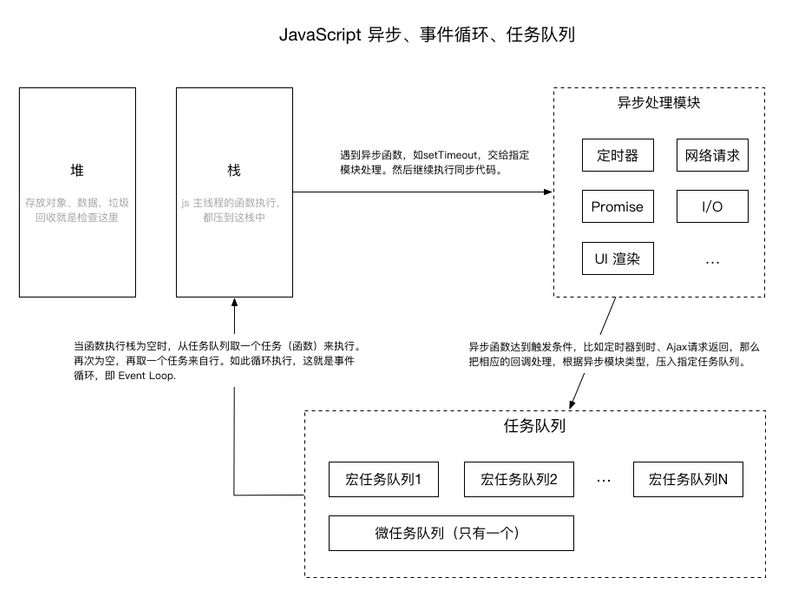 JavaScript 异步、事件循环、任务队列
堆
存放对象、数据，垃圾
回收就是检查这里
栈
js 主线程的函数执行，
都压到这栈中
遇到异步函数，如setTimeout，交给指定
模块处理。然后继续执行同步代码。
异步处理模块
定时器
网络请求
Promise
I/O
UI 渲染
...
当函数执行栈为空时，从任务队列取一个任务（函数）来执行。
再次为空，再取一个任务来自行。如此循环执行，这就是事件
循环，即 Event Loop.
异步函数达到触发条件，比如定时器到时、Ajax请求返回，那么
把相应的回调处理，根据异步模块类型，压入指定任务队列。
任务队列
宏任务队列1
宏任务队列2
...
宏任务队列N
微任务队列（只有一个）